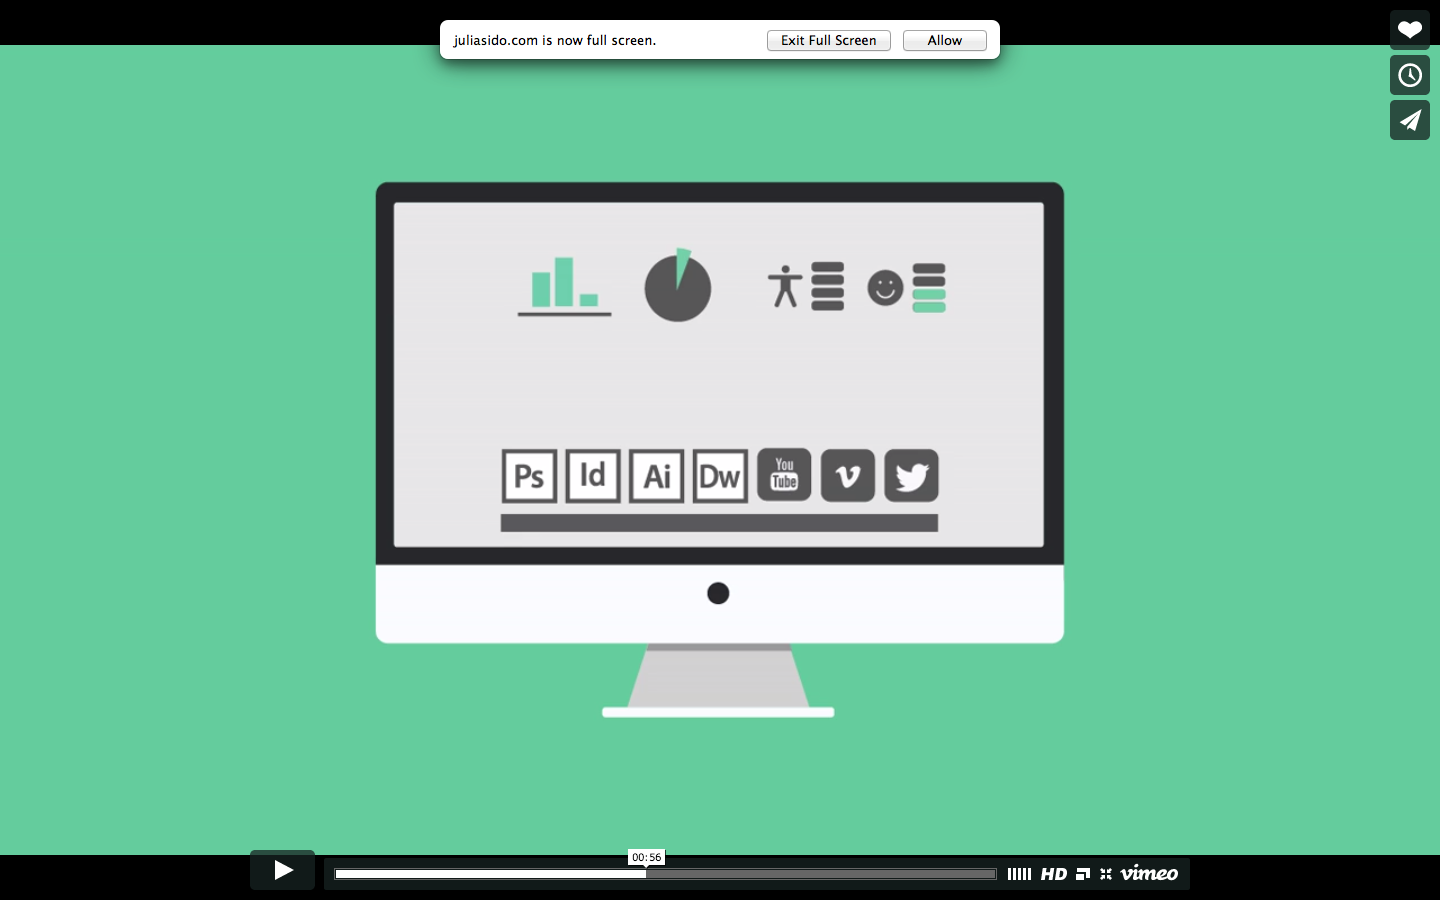 juliasido.com is now full screen.
Exit Full Screen
Allow
Ps
Id
Ai
Dw
You
Tube
00:56
HD
vimeo